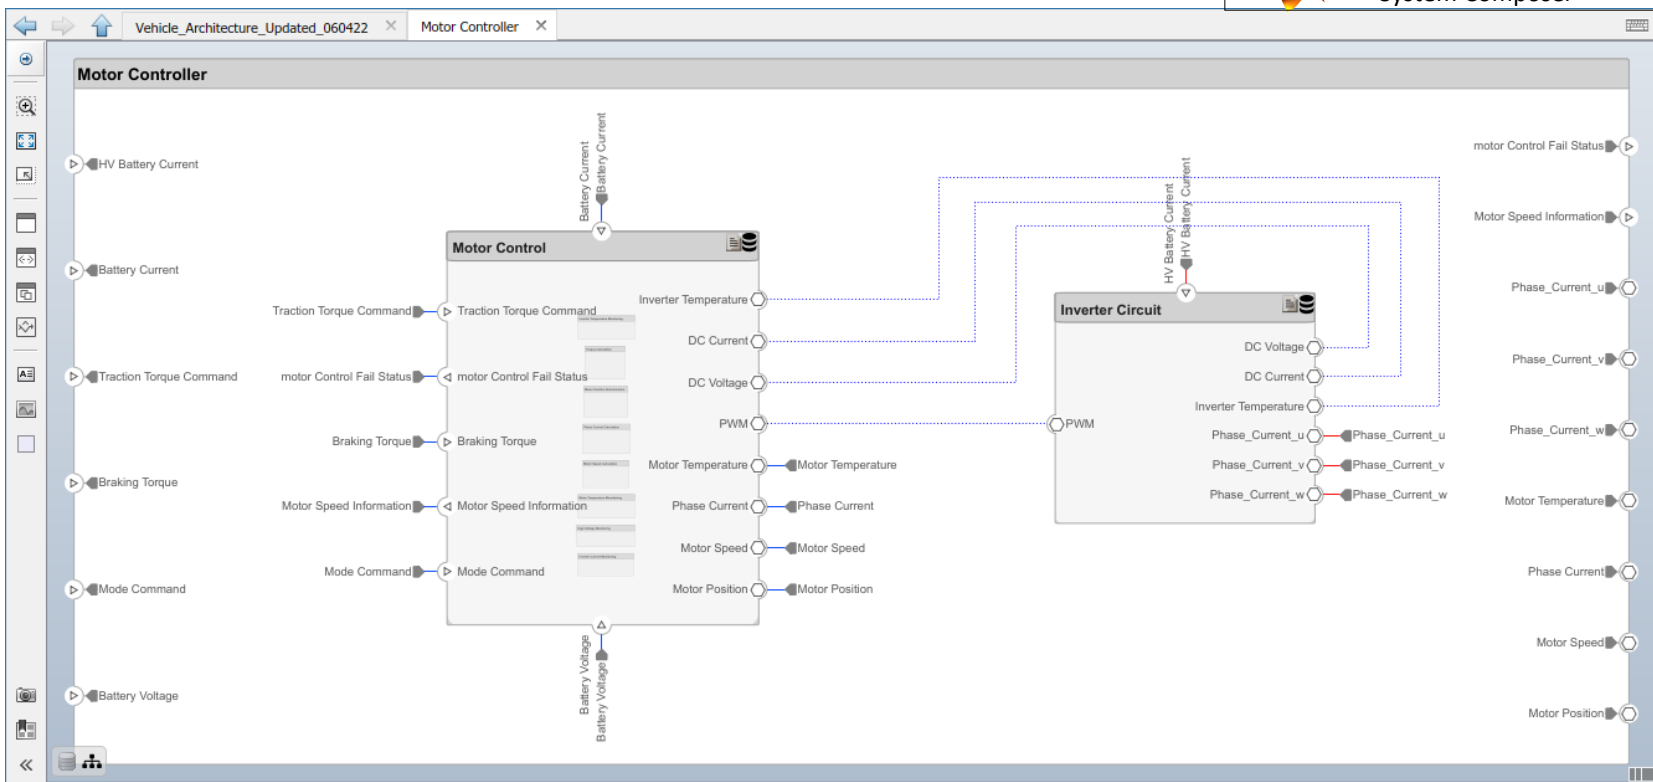 System Composer
Vehicle_Architecture_Updated_060422
Motor Controller
Motor Controller
HV Battery Current
Battery Current
Traction Torque Command
Braking Torque
Mode Command
Battery Voltage
Battery Current
Battery Current
Motor Control
Traction Torque Command
Traction Torque Command
motor Control Fail Status
motor Control Fail Status
Braking Torque
Braking Torque
Motor Speed Information
Motor Speed Information
Mode Command
Mode Command
Inverter Temperature
DC Current
DC Voltage
PWM
Motor Temperature
Motor Temperature
Phase Current
Phase Current
Motor Speed
Motor Speed
Motor Position
Motor Position
Battery Voltage
Battery Voltage
HV Battery Current
HV Battery Current
Inverter Circuit
DC Voltage
DC Current
Inverter Temperature
PWM
Phase_Current_u
Phase_Current_u
Phase_Current_v
Phase_Current_v
Phase_Current_w
Phase_Current_w
motor Control Fail Status
Motor Speed Information
Phase_Current_u
Phase_Current_v
Phase_Current_w
Motor Temperature
Phase Current
Motor Speed
Motor Position